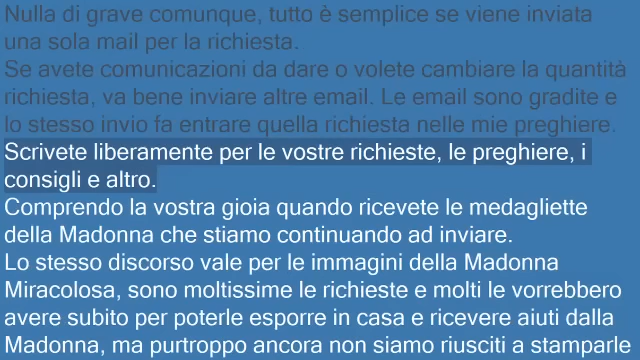 Nulla di grave comunque, tutto è semplice se viene inviata
una sola mail per la richiesta.
Se avete comunicazioni da dare o volete cambiare la quantità
richiesta, va bene inviare altre email. Le email sono gradite e
lo stesso invio fa entrare quella richiesta nelle mie preghiere.
Scrivete liberamente per le vostre richieste, le preghiere, i
consigli e altro.
Comprendo la vostra gioia quando ricevete le medagliette
della Madonna che stiamo continuando ad inviare.
Lo stesso discorso vale per le immagini della Madonna
Miracolosa, sono moltissime le richieste e molti le vorrebbero
avere subito per poterle esporre in casa e ricevere aiuti dalla
Madonna, ma purtroppo ancora non siamo riusciti a stamparle